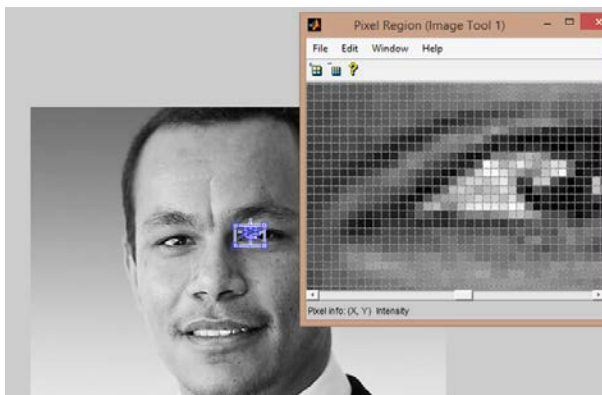 Pixel Region (Image Tool 1)
File Edit Window Help
Pixel info: (X, Y) Intensity